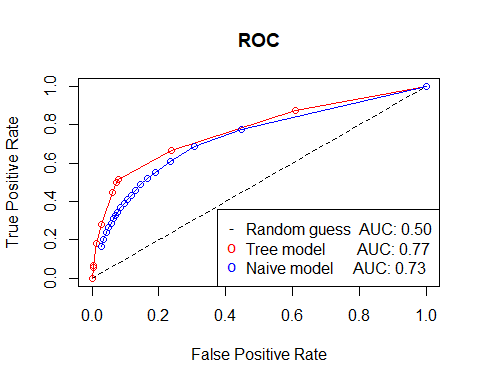 ROC
True Positive Rate
1.0
0.8
0.6
0.4
0.2
0.0
- Random guess AUC: 0.50
o Tree model AUC: 0.77
o Naive model AUC: 0.73
0.0 0.2 0.4 0.6 0.8 1.0
False Positive Rate